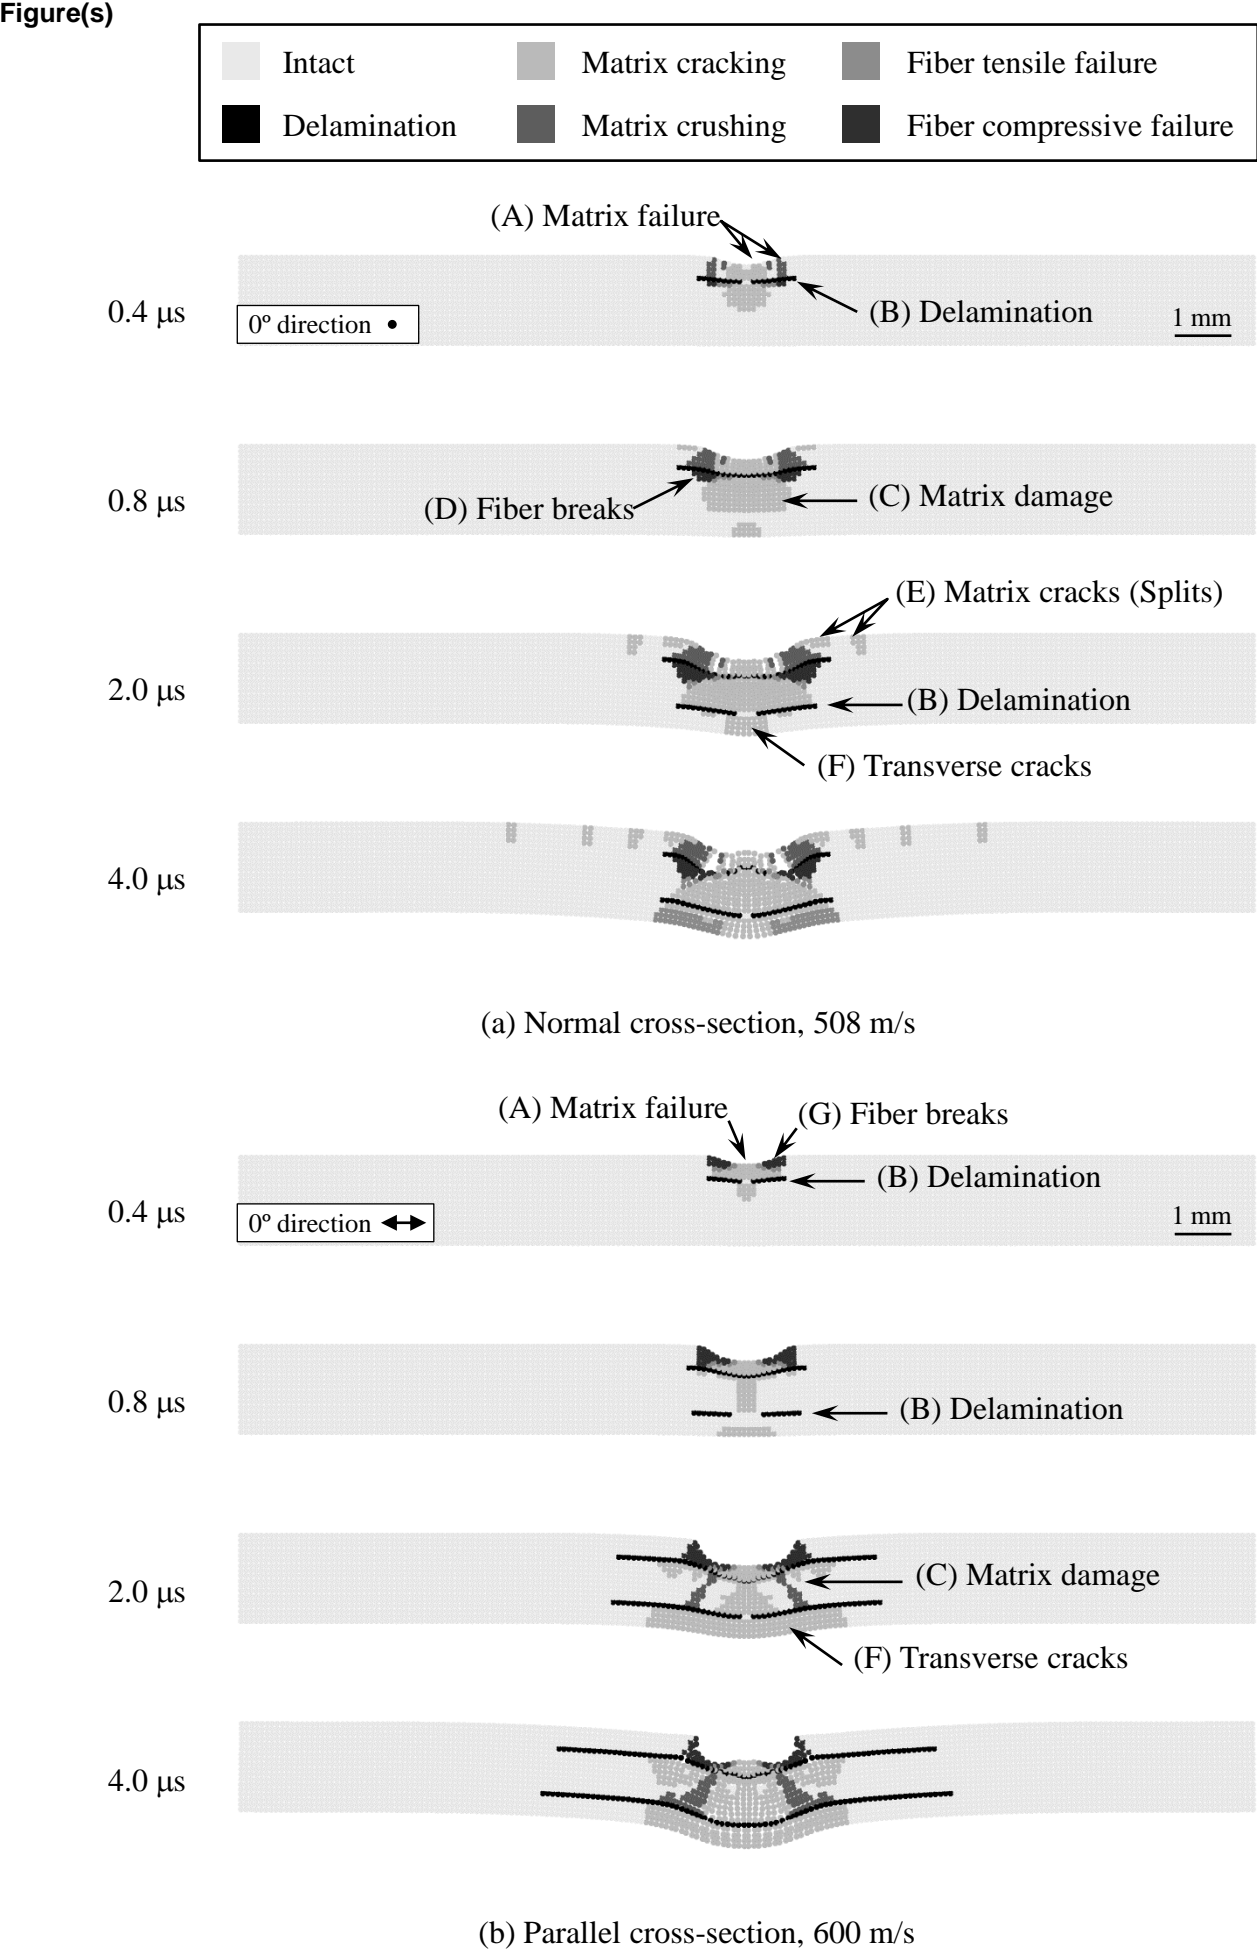 Figure(s)
Intact Matrix cracking Fiber tensile failure
Delamination Matrix crushing Fiber compressive failure
(A) Matrix failure
0.4 μs
0º direction
(B) Delamination
1 mm
0.8 μs
(D) Fiber breaks
(C) Matrix damage
(E) Matrix cracks (Splits)
2.0 μs
(B) Delamination
(F) Transverse cracks
4.0 μs
(a) Normal cross-section, 508 m/s
(A) Matrix failure
(G) Fiber breaks
(B) Delamination
0.4 μs
0º direction
1 mm
0.8 μs
(B) Delamination
2.0 μs
(C) Matrix damage
(F) Transverse cracks
4.0 μs
(b) Parallel cross-section, 600 m/s